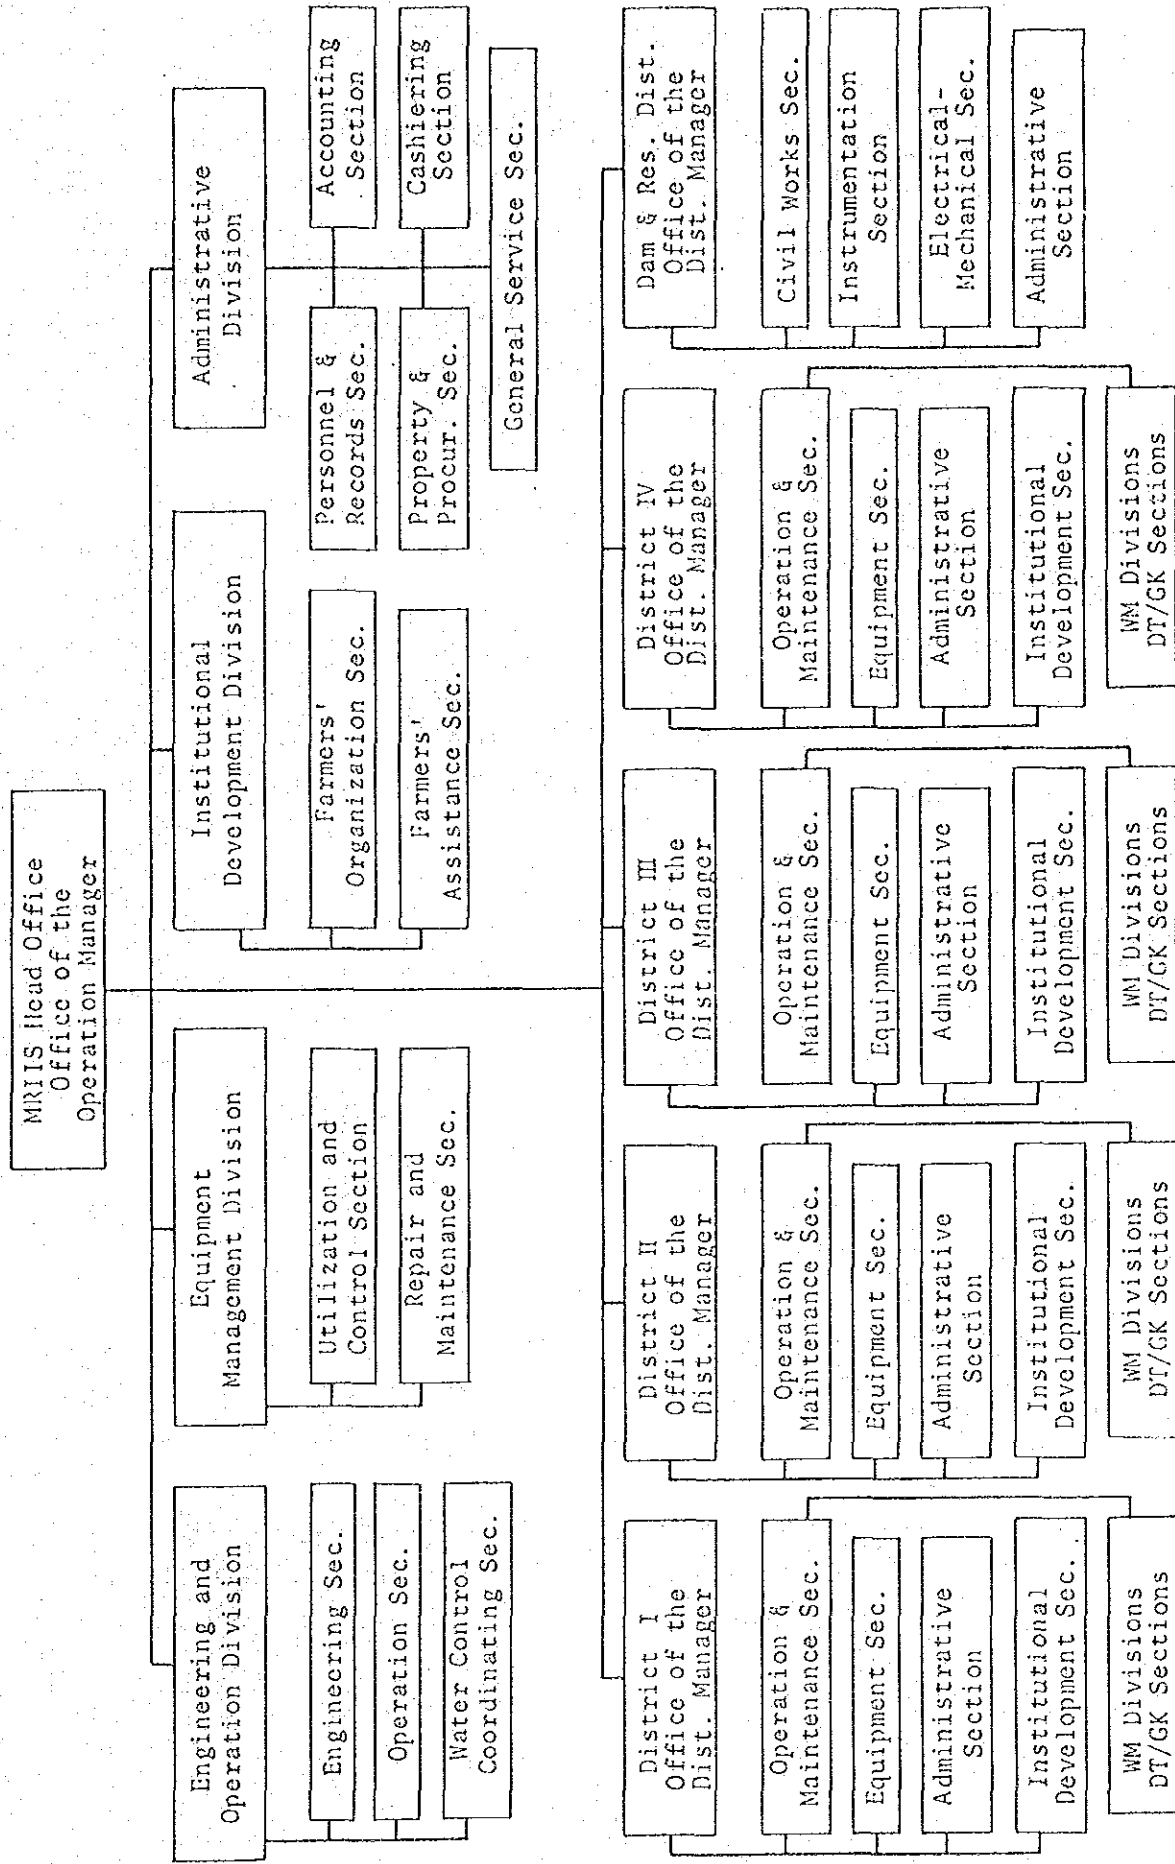 MRIIS Head Office
Office of the
Operation Manager
Engineering and
Operation Division
Engineering Sec.
Operation Sec.
Water Control
Coordinating Sec.
Equipment
Management Division
Utilization and
Control Section
Repair and
Maintenance Sec.
Institutional
Development Division
Farmers'
Organization Sec.
Farmers'
Assistance Sec.
Administrative
Division
Personnel &
Records Sec.
Accounting
Section
Property &
Procur. Sec.
Cashiering
Section
General Service Sec.
District I
Office of the
Dist. Manager
Operation &
Maintenance Sec.
Equipment Sec.
Administrative
Section
Institutional
Development Sec.
WM Divisions
DT/GK Sections
District II
Office of the
Dist. Manager
Operation &
Maintenance Sec.
Equipment Sec.
Administrative
Section
Institutional
Development Sec.
WM Divisions
DT/GK Sections
District III
Office of the
Dist. Manager
Operation &
Maintenance Sec.
Equipment Sec.
Administrative
Section
Institutional
Development Sec.
WM Divisions
DT/GK Sections
District IV
Office of the
Dist. Manager
Operation &
Maintenance Sec.
Equipment Sec.
Administrative
Section
Institutional
Development Sec.
WM Divisions
DT/GK Sections
Dam & Res. Dist.
Office of the
Dist. Manager
Civil Works Sec.
Instrumentation
Section
Electrical-
Mechanical Sec.
Administrative
Section